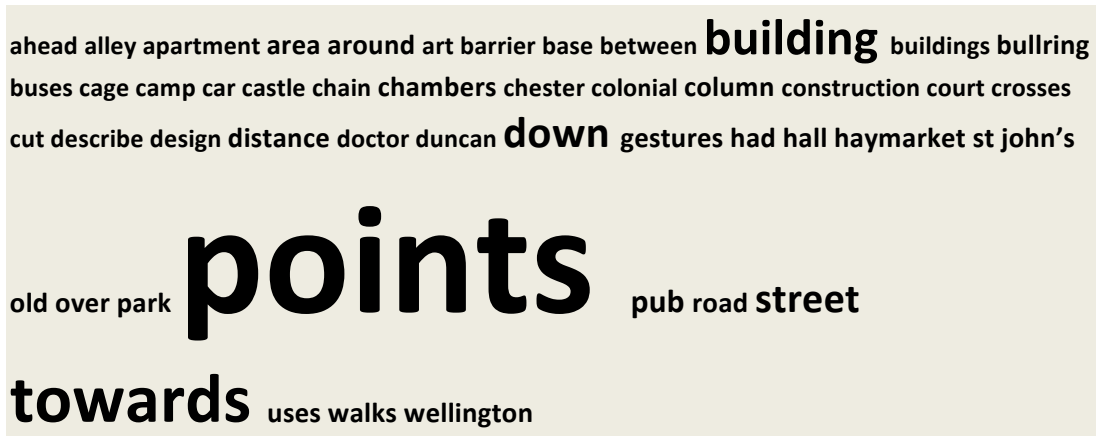 ahead alley apartment area around art barrier base between building buildings bullring
buses cage camp car castle chain chambers chester colonial column construction court crosses
cut describe design distance doctor duncan down gestures had hall haymarket st john's
old over park points pub road street
towards uses walks wellington